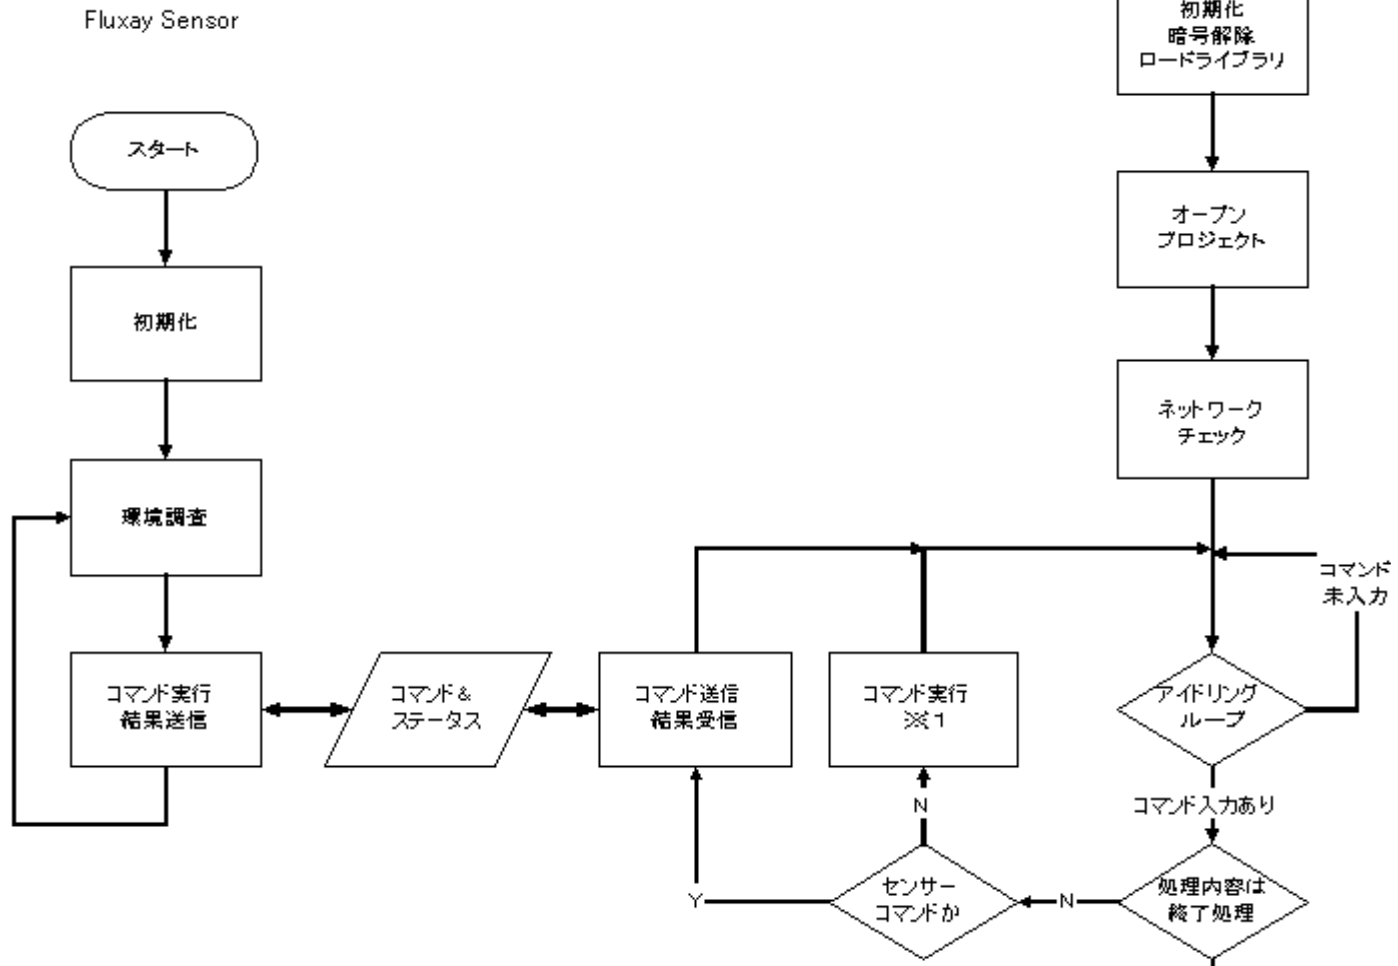 Fluxay Sensor
初期化
暗号解除
ロードライブラリ
スタート
オープン
プロジェクト
初期化
ネットワーク
チェック
環境調査
コマンド
未入力
コマンド実行
結果送信
コマンド&
ステータス
コマンド送信
結果受信
コマンド実行
※1
アイドリング
ループ
N
コマンド入力あり
Y
センサー
コマンドか
N
処理内容は
終了処理